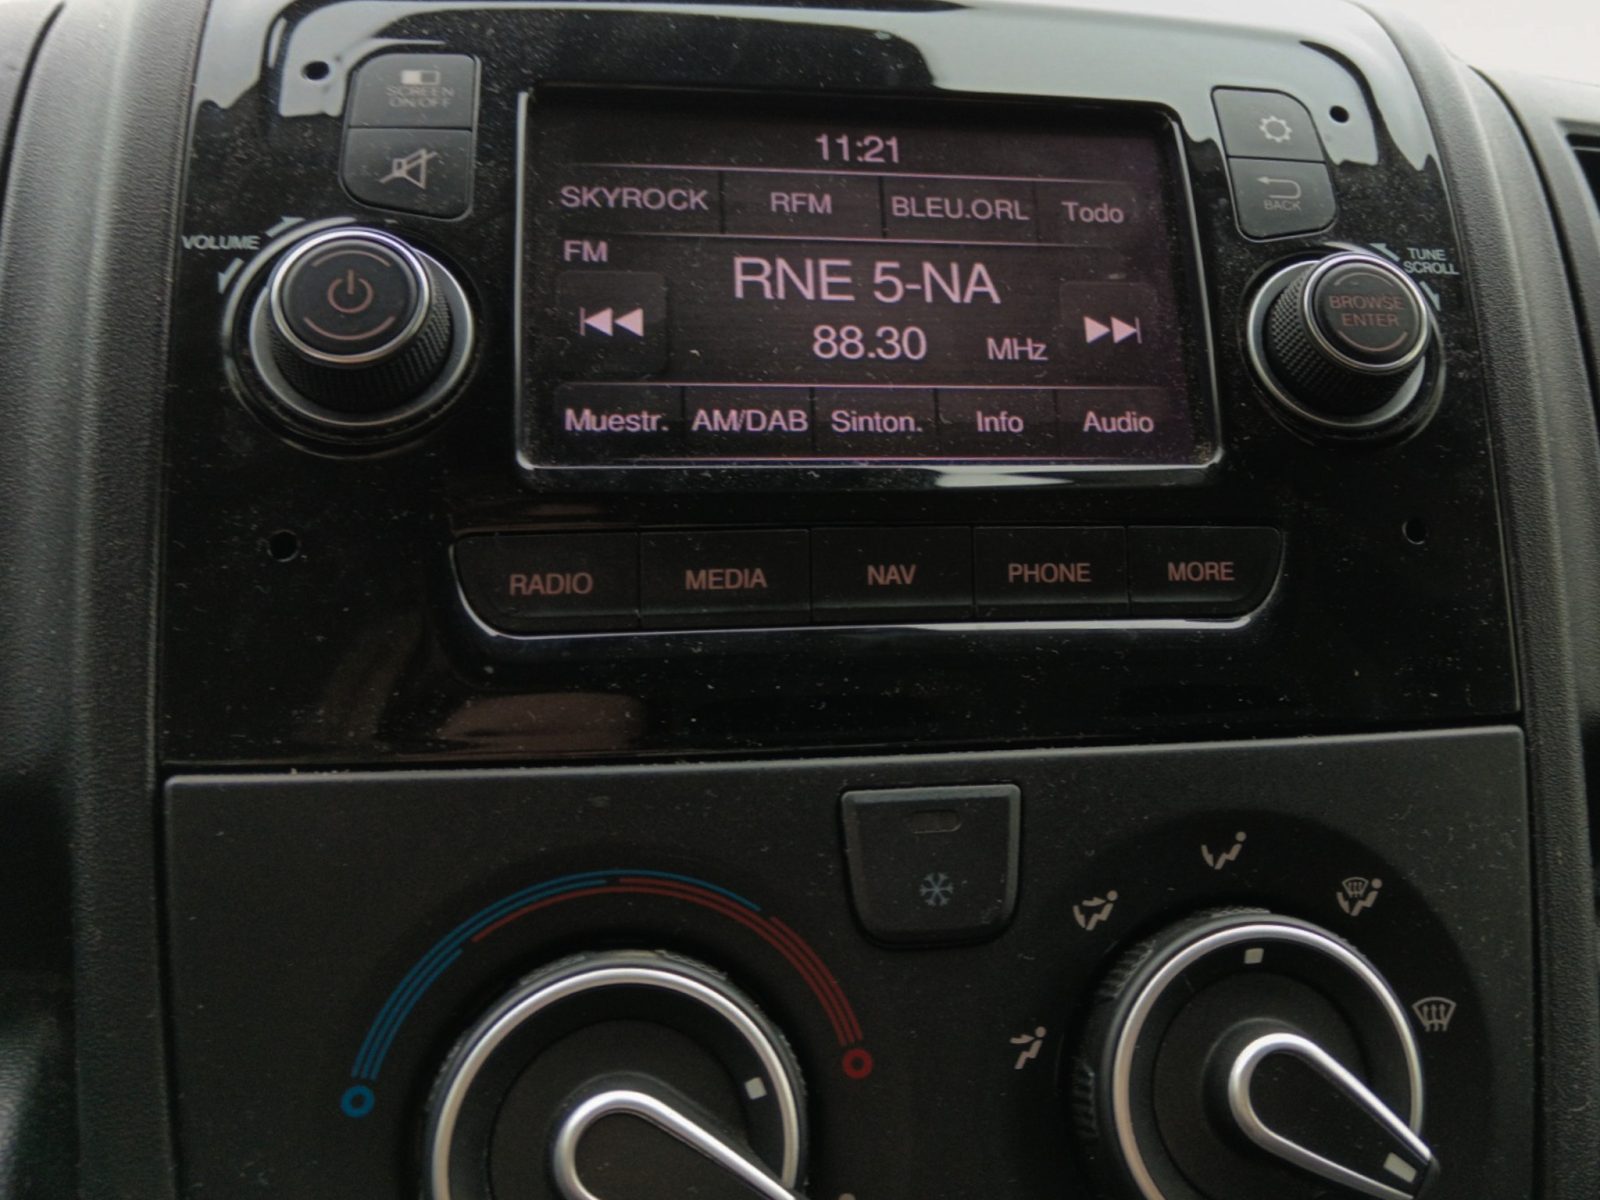 SCREEN
ON/OFF
VOLUME
11:21
SKYROCK RFM BLEU.ORL Todo
FM
RNE 5-NA
88.30 MHz
Muestr. AM/DAB Sinton. Info Audio
BACK
TUNE
SCROLL
BROWSE
ENTER
RADIO MEDIA NAV PHONE MORE